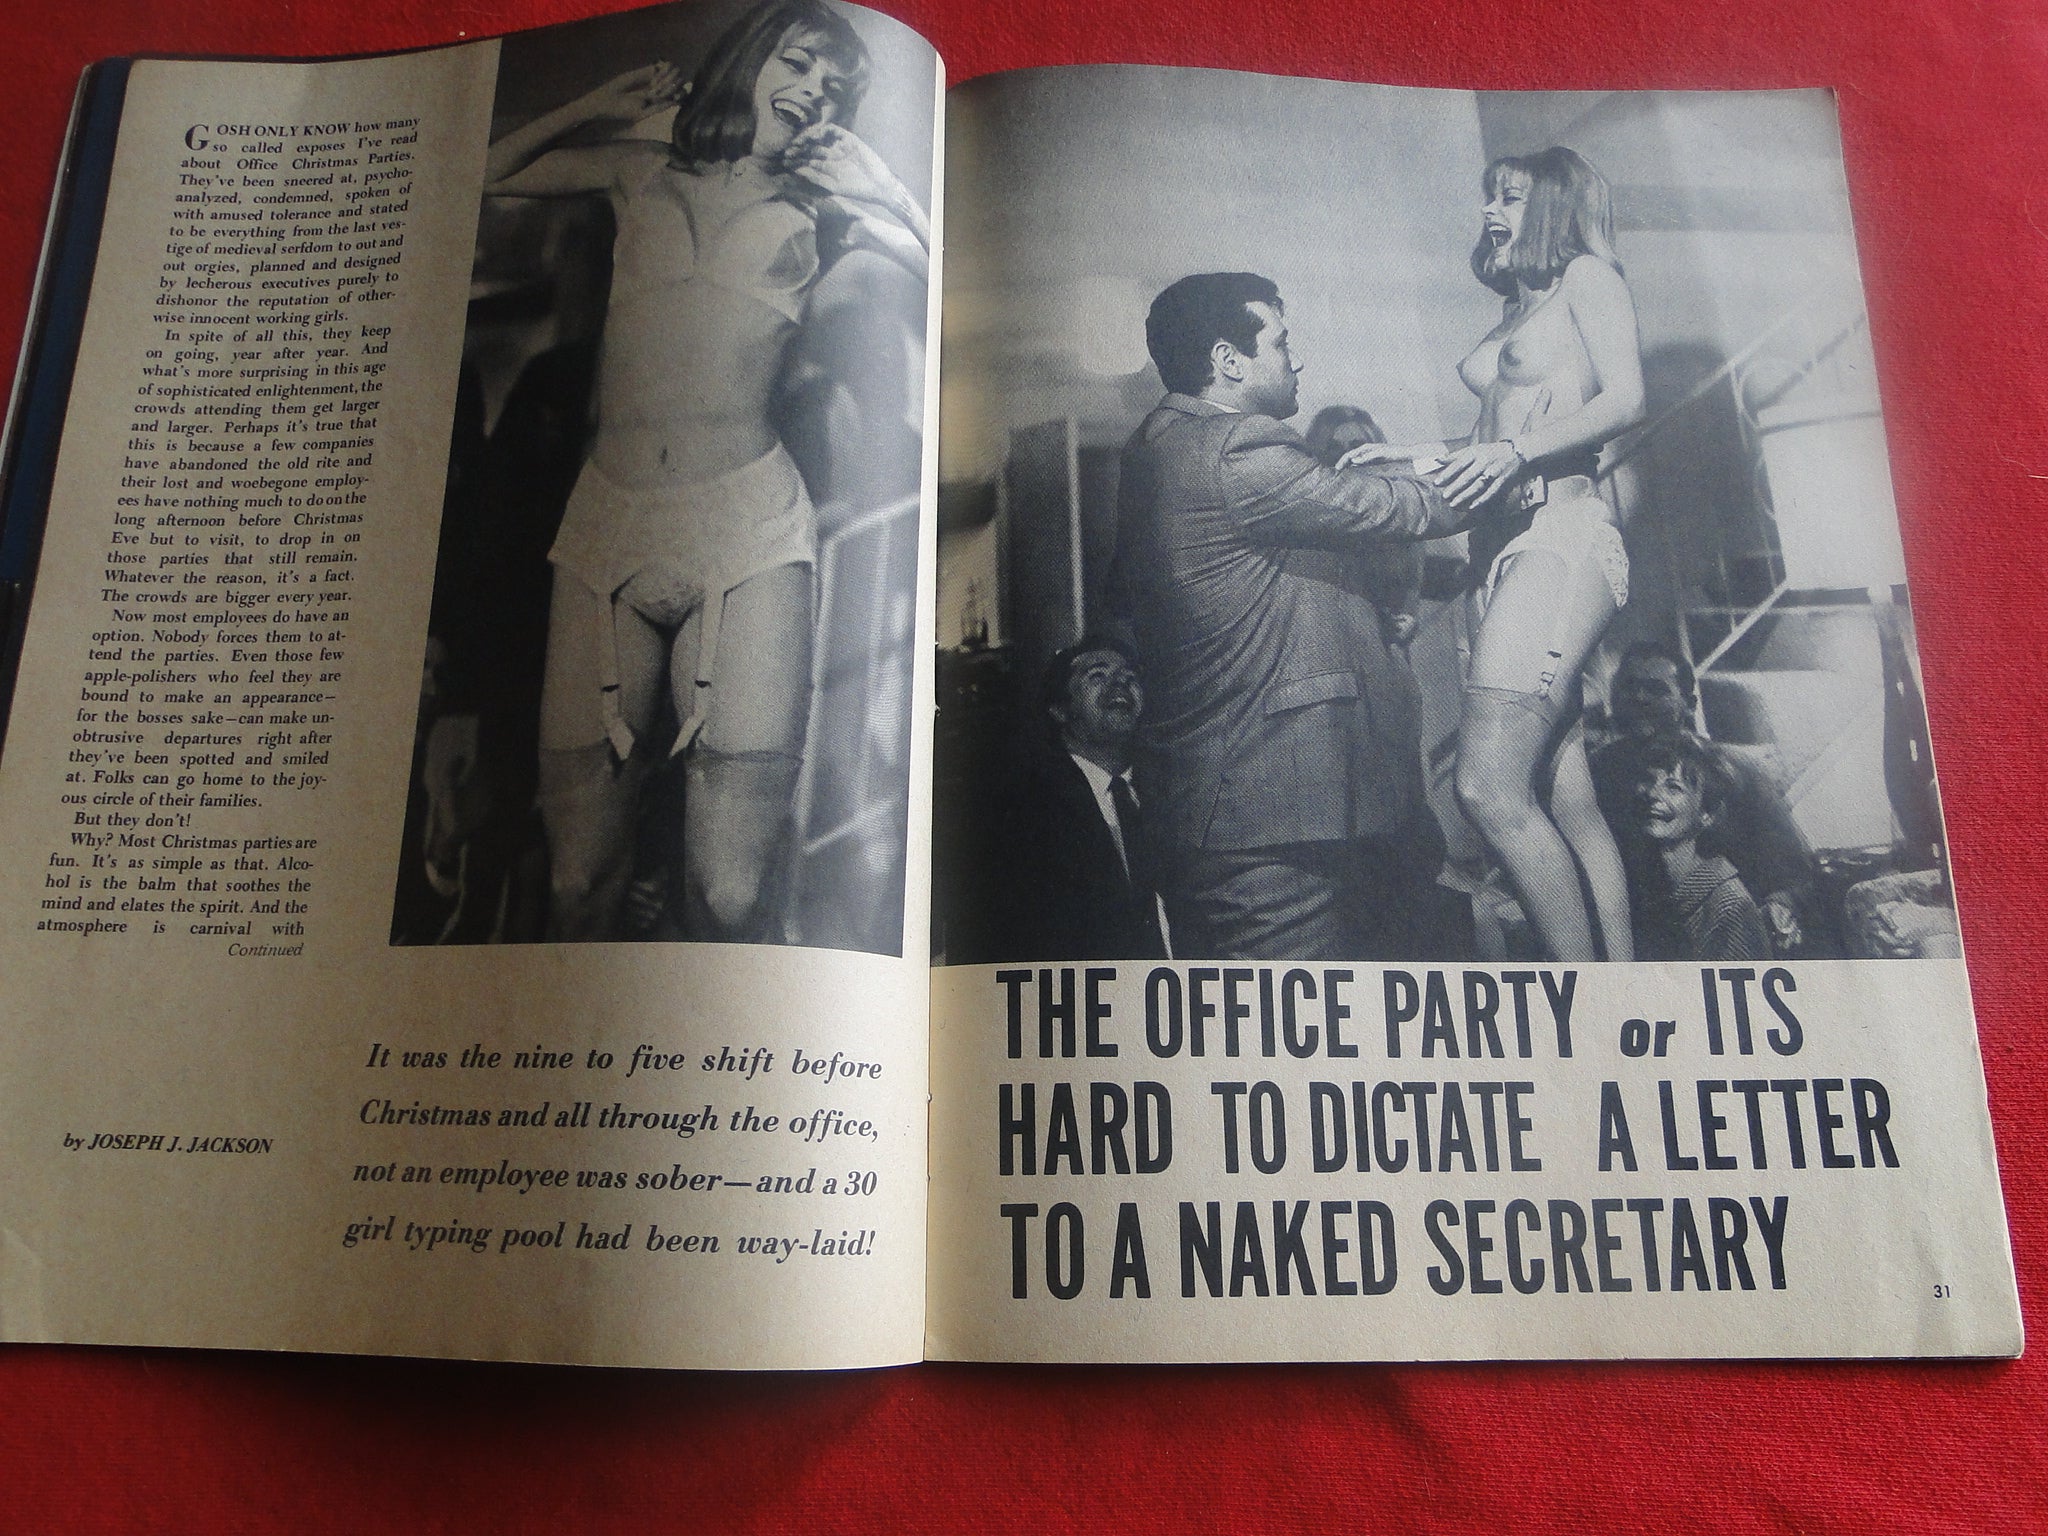 GOSH ONLY KNOW how many
so called exposes I've read
about Office Christmas Parties.
They've been sneered at, psycho-
analyzed, condemned, spoken of
with amused tolerance and stated
to be everything from the last ves-
tige of medieval serfdom to out and
out orgies, planned and designed
by lecherous executives purely to
dishonor the reputation of other-
wise innocent working girls.
In spite of all this, they keep
on going, year after year. And
what's more surprising in this age
of sophisticated enlightenment, the
crowds attending them get larger
and larger. Perhaps it's true that
this is because a few companies
have abandoned the old rite and
their lost and woebegone employ-
ees have nothing much to do on the
long afternoon before Christmas
Eve but to visit, to drop in on
those parties that still remain.
Whatever the reason, it's a fact.
The crowds are bigger every year.
Now most employees do have an
option. Nobody forces them to at-
tend the parties. Even those few
apple-polishers who feel they are
bound to make an appearance—
for the bosses sake—can make un-
obtrusive departures right after
they've been spotted and smiled
at. Folks can go home to the joy-
ous circle of their families.
But they don't!
Why? Most Christmas parties are
fun. It's as simple as that. Alco-
hol is the balm that soothes the
mind and elates the spirit. And the
atmosphere is carnival with
Continued
by JOSEPH J. JACKSON
It was the nine to five shift before
Christmas and all through the office,
not an employee was sober—and a 30
girl typing pool had been way-laid!
THE OFFICE PARTY or ITS
HARD TO DICTATE A LETTER
TO A NAKED SECRETARY
31